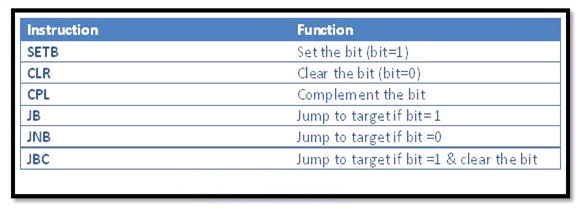 Instruction Function
SETB Set the bit (bit=1)
CLR Clear the bit (bit=0)
CPL Complement the bit
JB Jump to target if bit= 1
JNB Jump to target if bit =0
JBC Jump to target if bit =1 & clear the bit